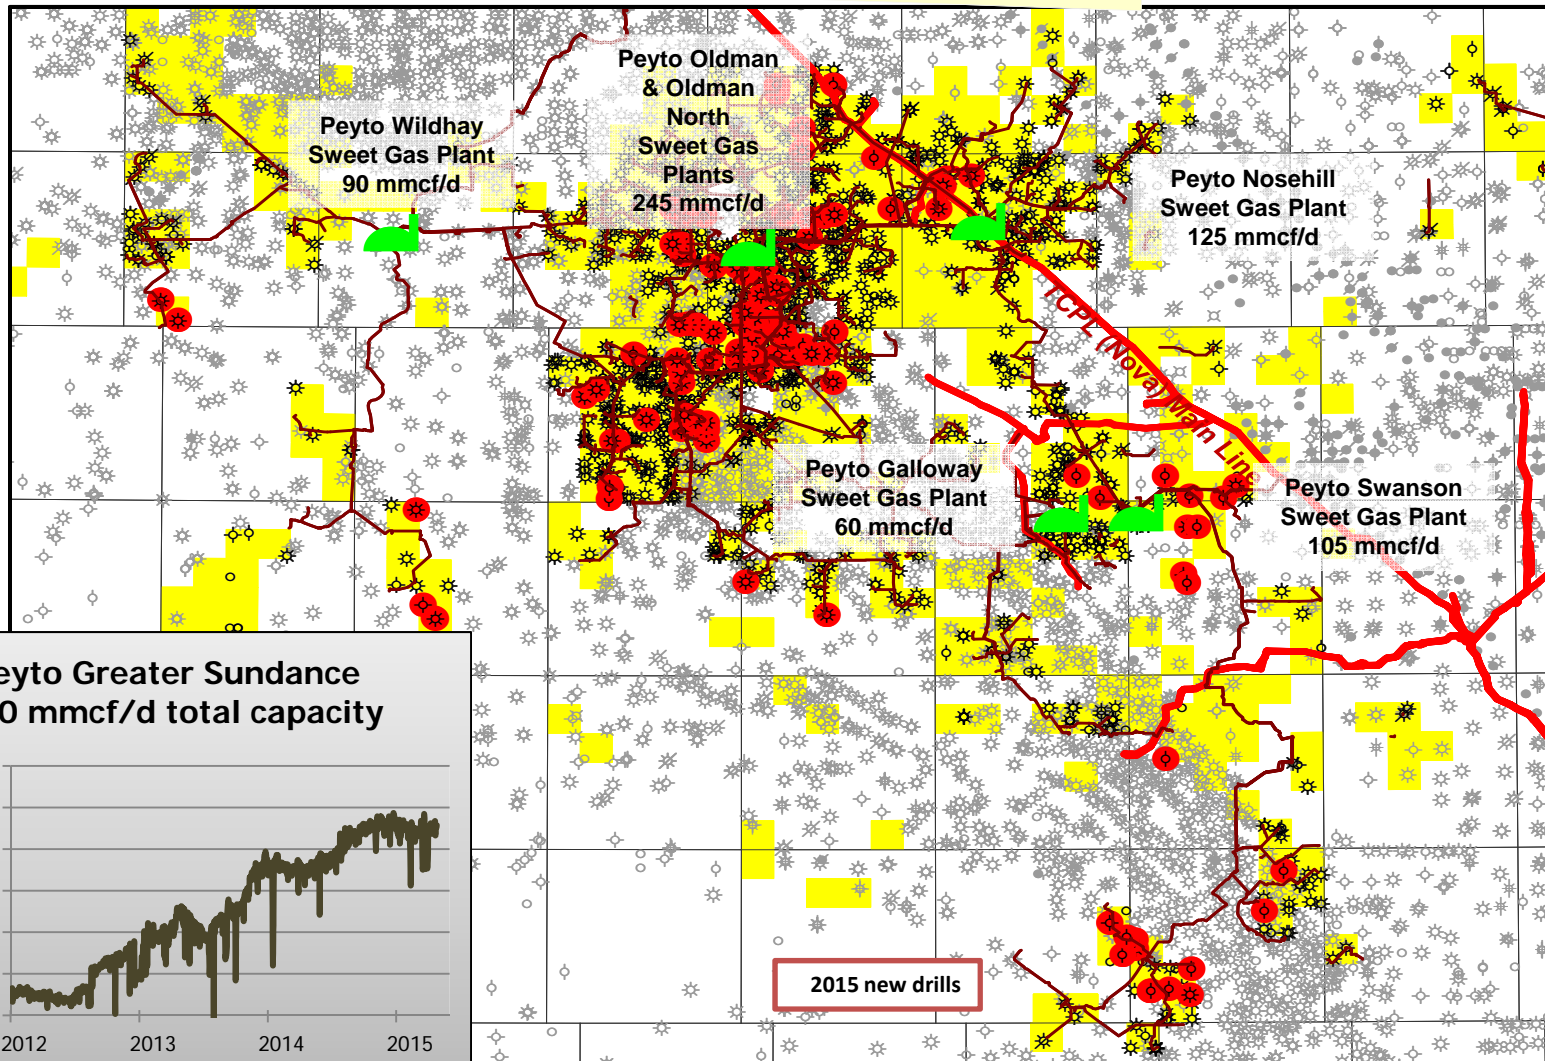 Peyto Oldman
& Oldman
North
Sweet Gas
Plants
245 mmcf/d
Peyto Wildhay
Sweet Gas Plant
90 mmcf/d
Peyto Nosehill
Sweet Gas Plant
125 mmcf/d
TCPL (Nova) Main Line
Peyto Galloway
Sweet Gas Plant
60 mmcf/d
Peyto Swanson
Sweet Gas Plant
105 mmcf/d
eyto Greater Sundance
0 mmcf/d total capacity
2012 2013 2014 2015
2015 new drills